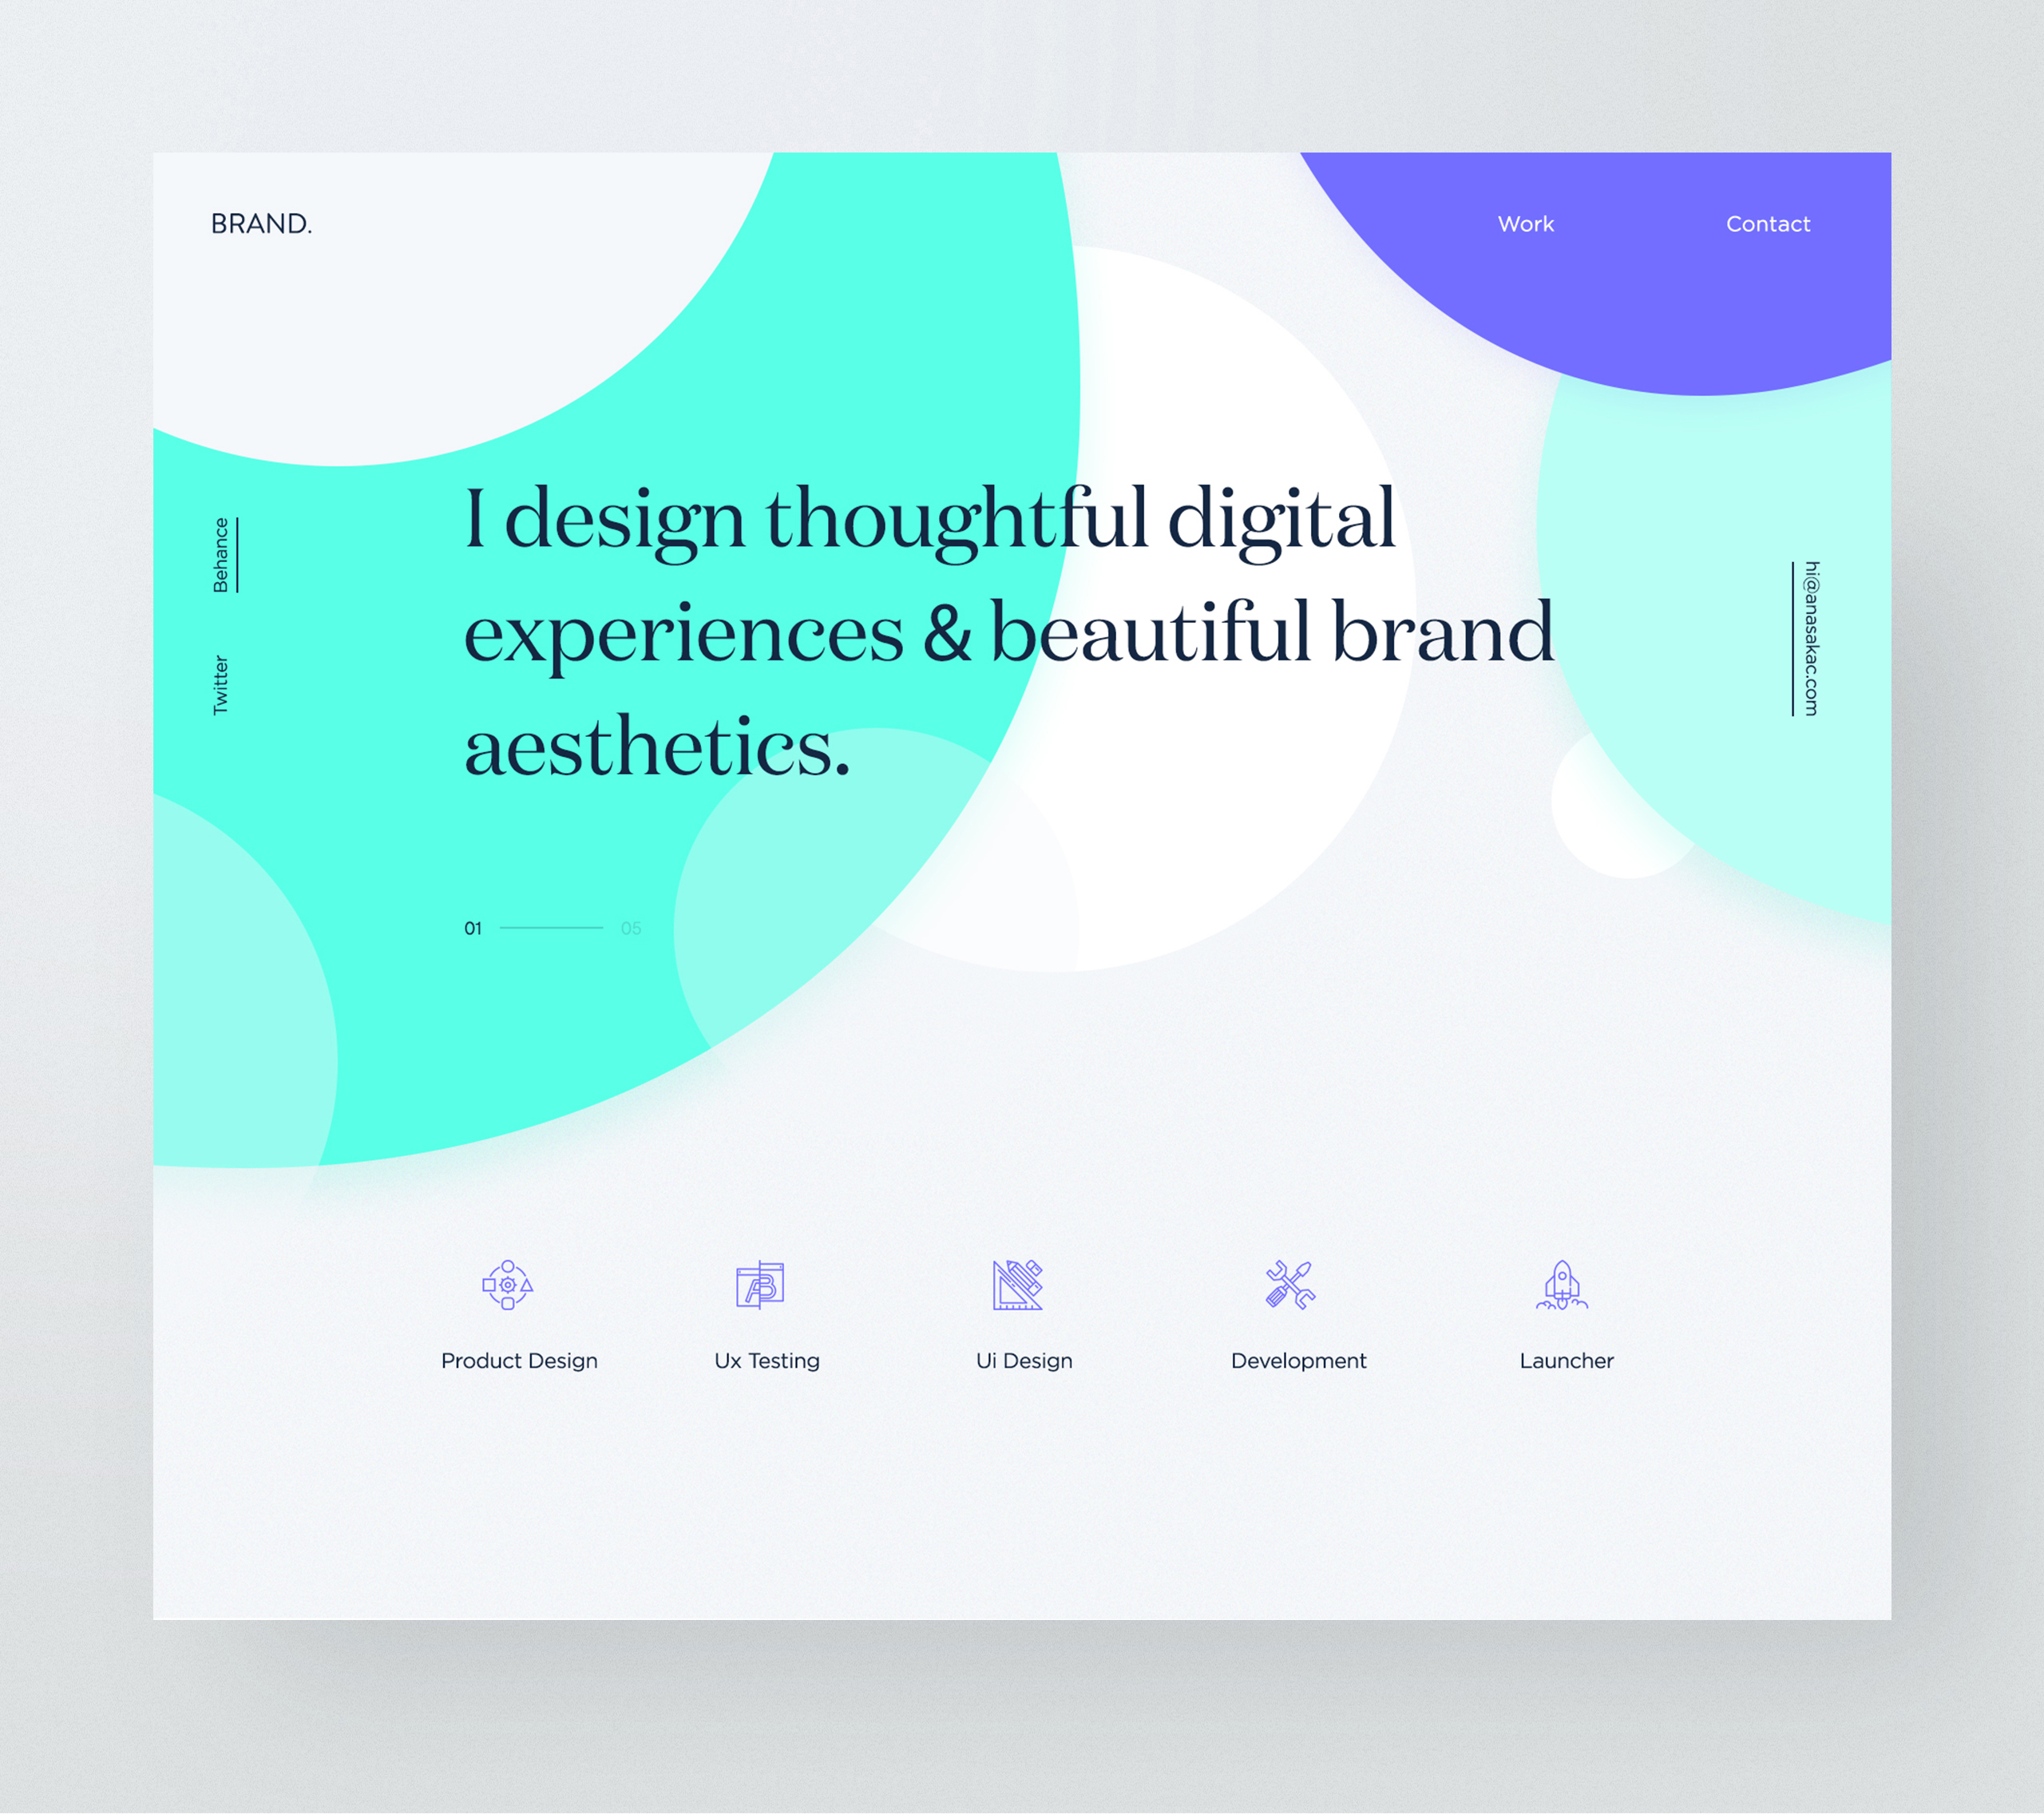 BRAND.
Work
Contact
I design thoughtful digital
experiences & beautiful brand
aesthetics.
Behance
Twitter
hi@anasakac.com
01
05
AB
Product Design
Ux Testing
Ui Design
Development
Launcher